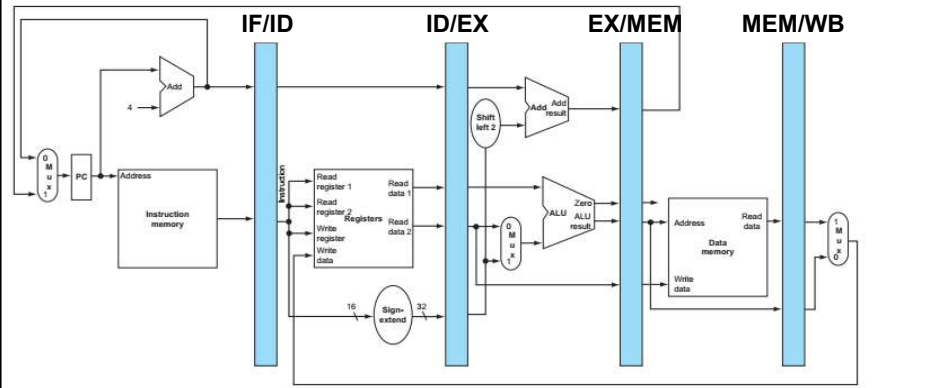 IF/ID
ID/EX
EX/MEM
MEM/WB
Add
4
0
M
u
x
1
PC
Address
Instruction
memory
Instruction
Read
register 1
Read
register 2
Registers
Write
register
Write
data
Read
data 1
Read
data 2
16
Sign-
extend
32
Shift
left 2
Add
Add
result
0
M
u
x
1
ALU
Zero
ALU
result
Address
Data
memory
Read
data
Write
data
1
M
u
x
0